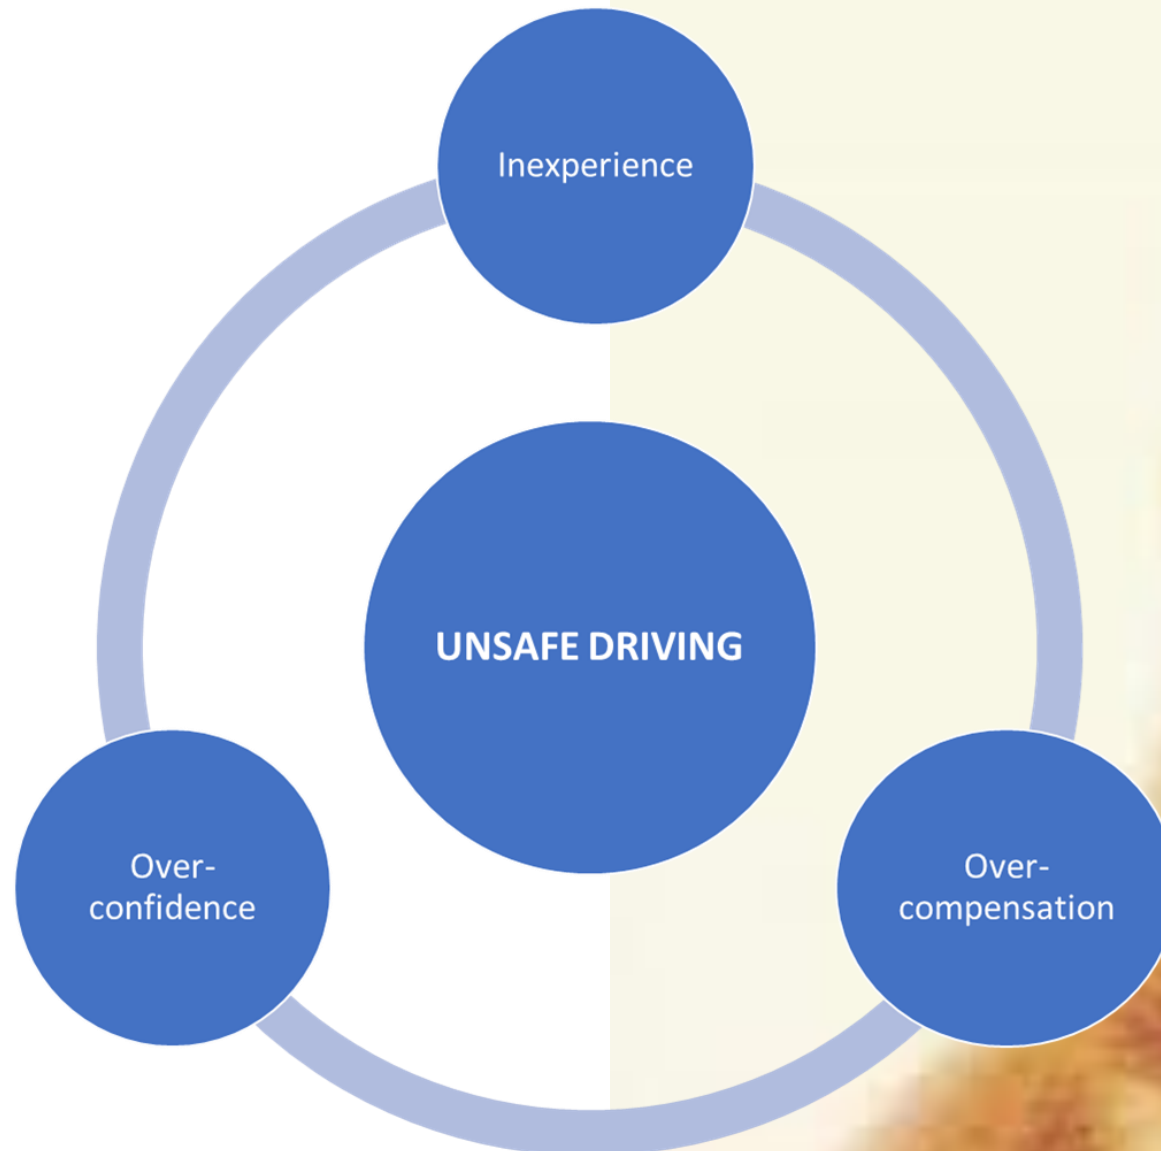 Inexperience
UNSAFE DRIVING
Over-
confidence
Over-
compensation